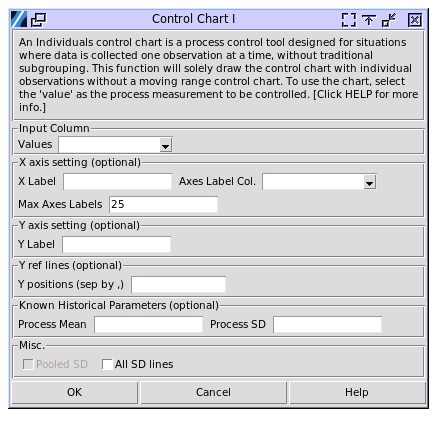 Control Chart I
An Individuals control chart is a process control tool designed for situations
where data is collected one observation at a time, without traditional
subgrouping. This function will solely draw the control chart with individual
observations without a moving range control chart. To use the chart, select
the 'value' as the process measurement to be controlled. [Click HELP for more
info.]
Input Column
Values
X axis setting (optional)
X Label Axes Label Col.
Max Axes Labels 25
Y axis setting (optional)
Y Label
Y ref lines (optional)
Y positions (sep by ,)
Known Historical Parameters (optional)
Process Mean Process SD
Misc.
Pooled SD All SD lines
OK Cancel Help